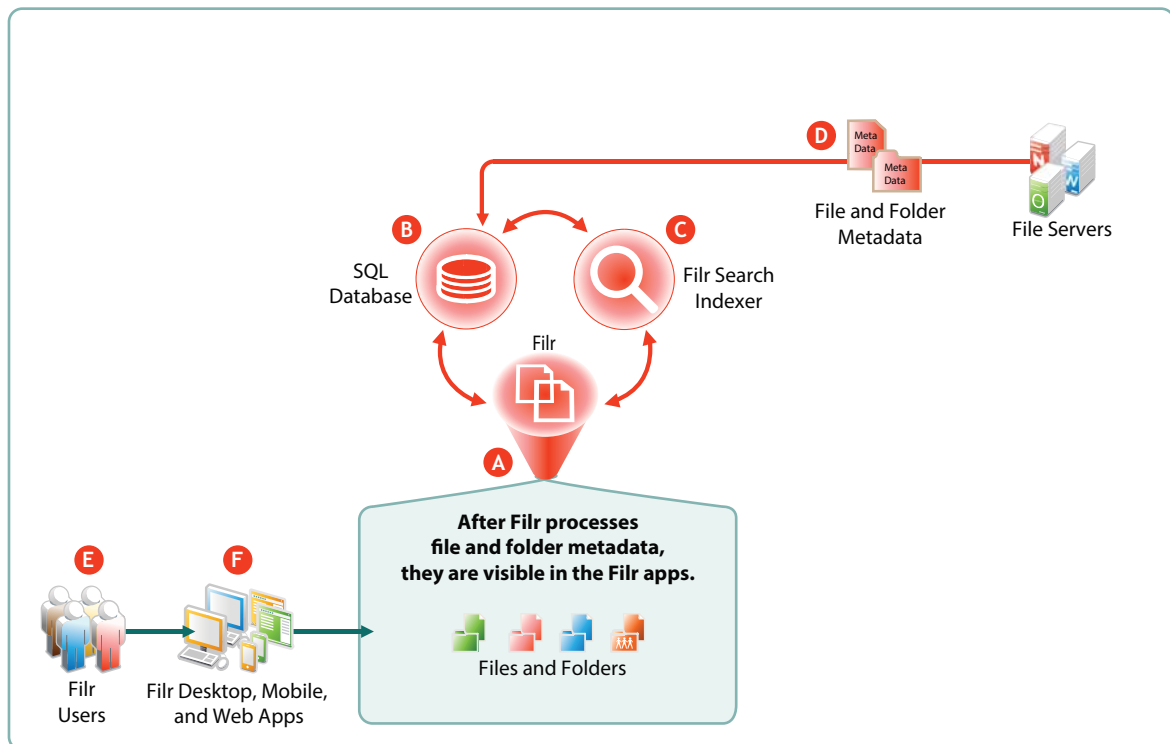 D
Meta
Data
Meta
Data
N
W
O
File and Folder
Metadata
File Servers
B
SQL
Database
C
Filr Search
Indexer
Filr
A
After Filr processes
file and folder metadata,
they are visible in the Filr apps.
Files and Folders
E
Filr
Users
F
Filr Desktop, Mobile,
and Web Apps